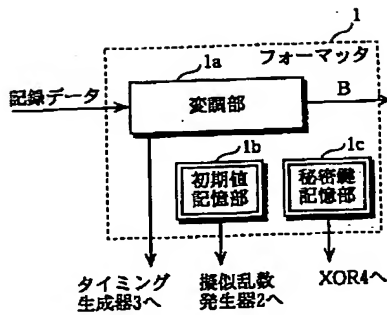 1
1a
フォーマッタ
記録データ
変調部
B
1b
1c
初期値
記憶部
秘密鍵
記憶部
タイミング
生成器3へ
擬似乱数
発生器2へ
XOR4へ